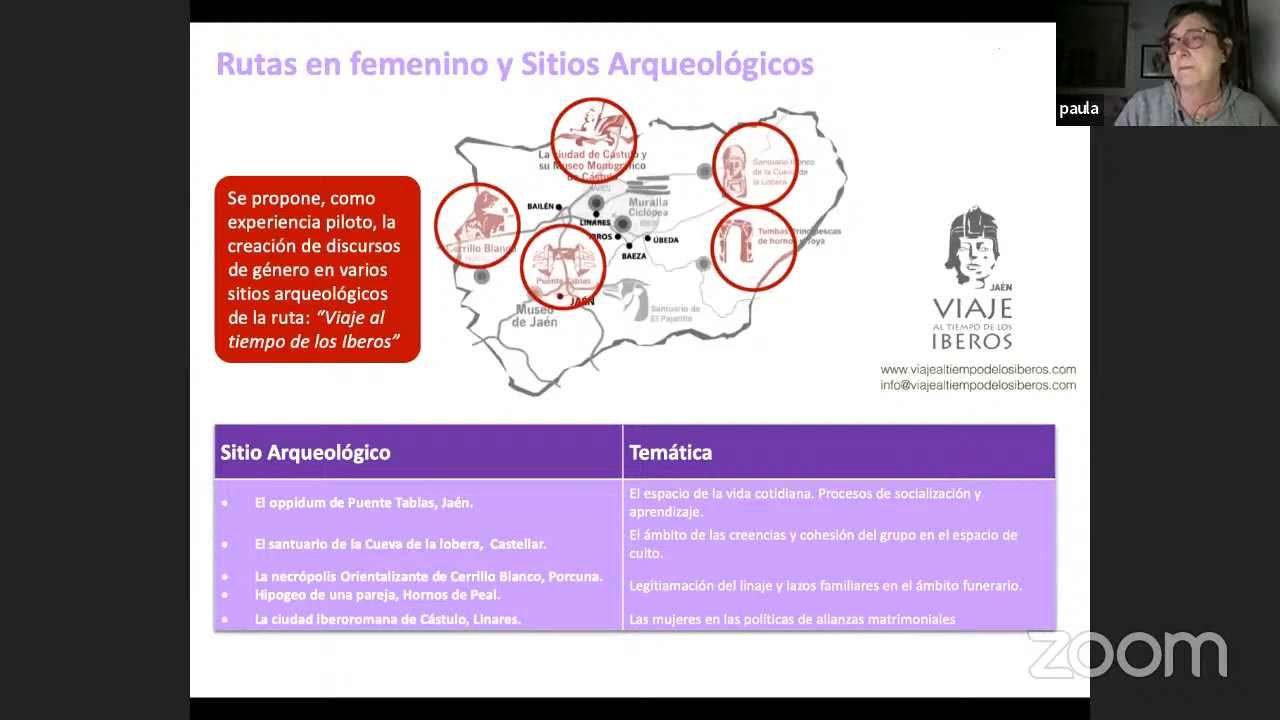 Rutas en femenino y Sitios Arqueológicos
paula
Se propone, como
experiencia piloto, la
creación de discursos
de género en varios
sitios arqueológicos
de la ruta: “Viaje al
tiempo de los Iberos”
La ciudad de Cástulo y
su Museo Monográfico
de Cástulo
LINARES
Santuario
de la Cueva de
la Lobera
BAILÉN
LINARES
Muralla
Ciclópea
IBROS
IBROS
ÚBEDA
BAEZA
Cerrillo Blanco
Tumbas Principescas
de hornos y Toya
Puente Tablas
JAÉN
Museo
de Jaén
Santuario de
El Pajarillo
JAÉN
VIAJE
AL TIEMPO DE LOS
IBEROS
www.viajealtiempodelosiberos.com
info@viajealtiempodelosiberos.com
Sitio Arqueológico
Temática
• El oppidum de Puente Tablas, Jaén.
El espacio de la vida cotidiana. Procesos de socialización y
aprendizaje.
• El santuario de la Cueva de la lobera, Castellar.
El ámbito de las creencias y cohesión del grupo en el espacio de
culto.
• La necrópolis Orientalizante de Cerrillo Blanco, Porcuna.
• Hipogeo de una pareja, Hornos de Peal.
Legitiamación del linaje y lazos familiares en el ámbito funerario.
• La ciudad iberoromana de Cástulo, Linares.
Las mujeres en las políticas de alianzas matrimoniales
zoom